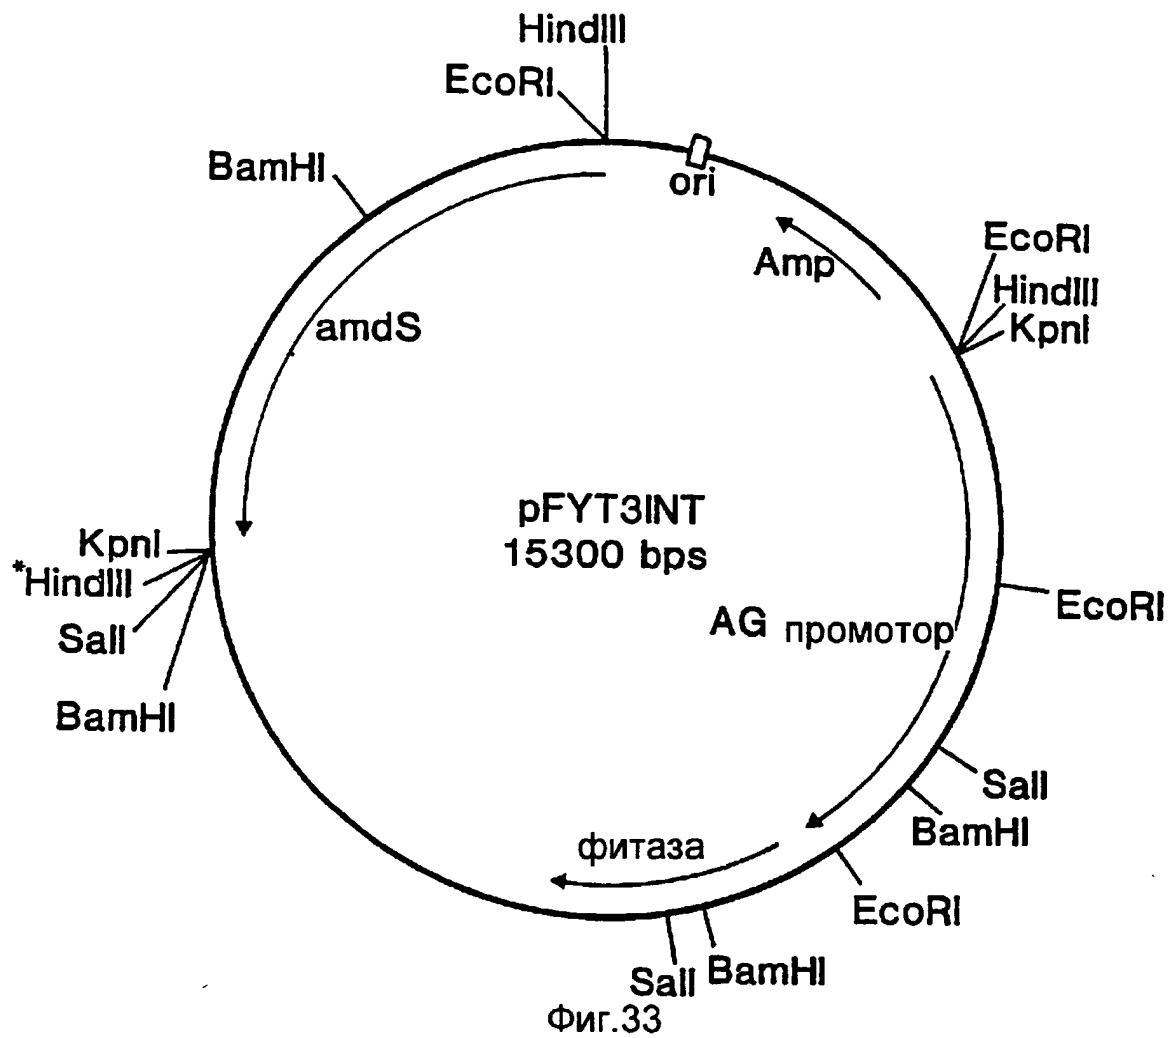 HindIII
EcoRI
BamHI
ori
Amp
EcoRI
HindIII
KpnI
amdS
pFYT3INT
15300 bps
KpnI
*HindIII
SalI
BamHI
EcoRI
AG промотор
SalI
BamHI
фитаза
EcoRI
SalI BamHI
Фиг.33